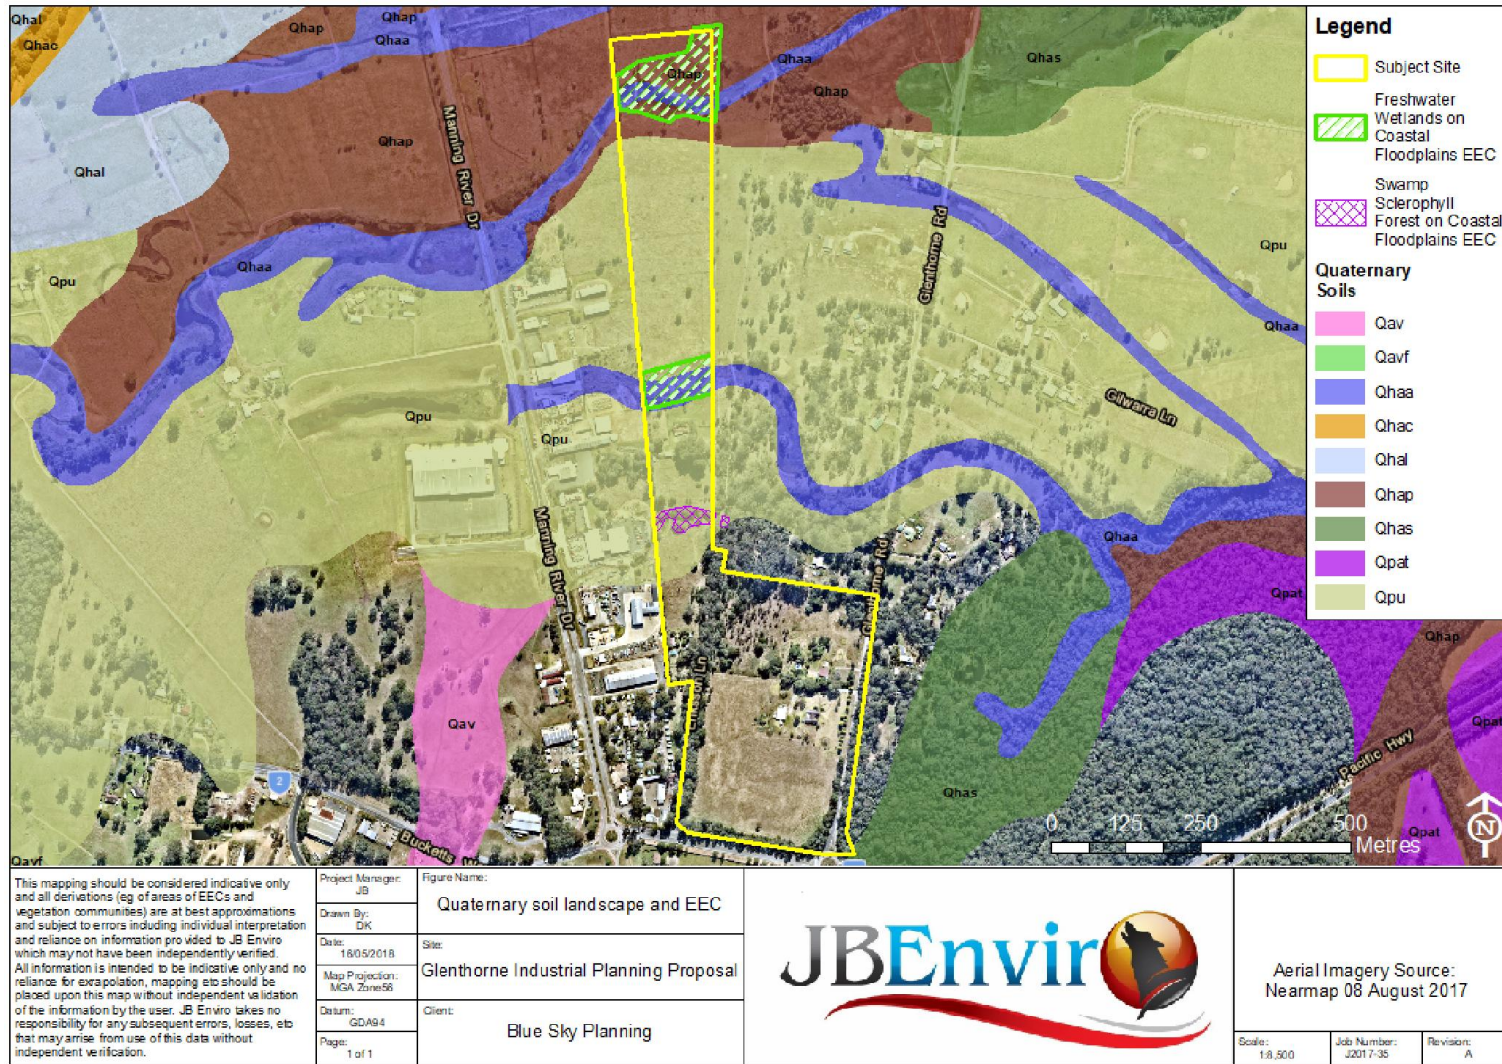 Qhal
Qhac
Qhap
Qhap
Qhaa
Qhap
Qhaa
Qhap
Qhas
Qhal
Qhap
Manning River Dr
Glenthorne Rd
Qpu
Qhaa
Qpu
Qhaa
Gilwarra Ln
Qpu
Qpu
Manning River Dr
Qhaa
Glenthorne Rd
Qpat
Qhap
Qav
Qpat
Pacific Hwy
2
Qhas
Qpat
Bucketts W
Qavf
0 125 250 500
Metres
N
Legend
Subject Site
Freshwater
Wetlands on
Coastal
Floodplains EEC
Swamp
Sclerophyll
Forest on Coastal
Floodplains EEC
Quaternary
Soils
Qav
Qavf
Qhaa
Qhac
Qhal
Qhap
Qhas
Qpat
Qpu
This mapping should be considered indicative only
and all derivations (eg of areas of EECs and
vegetation communities) are at best approximations
and subject to errors including individual interpretation
and reliance on information provided to JB Enviro
which may not have been independently verified.
All information is intended to be indicative only and no
reliance for exrapolation, mapping etc should be
placed upon this map without independent validation
of the information by the user. JB Enviro takes no
responsibility for any subsequent errors, losses, etc
that may arrise from use of this data without
independent verification.
Project Manager:
JB
Drawn By:
DK
Date:
16/05/2018
Map Projection:
MGA Zone56
Datum:
GDA94
Page:
1 of 1
Figure Name:
Quaternary soil landscape and EEC
Site:
Glenthorne Industrial Planning Proposal
Client:
Blue Sky Planning
JBEnviro
Aerial Imagery Source:
Nearmap 08 August 2017
Scale:
1:8,500
Job Number:
J2017-35
Revision:
A